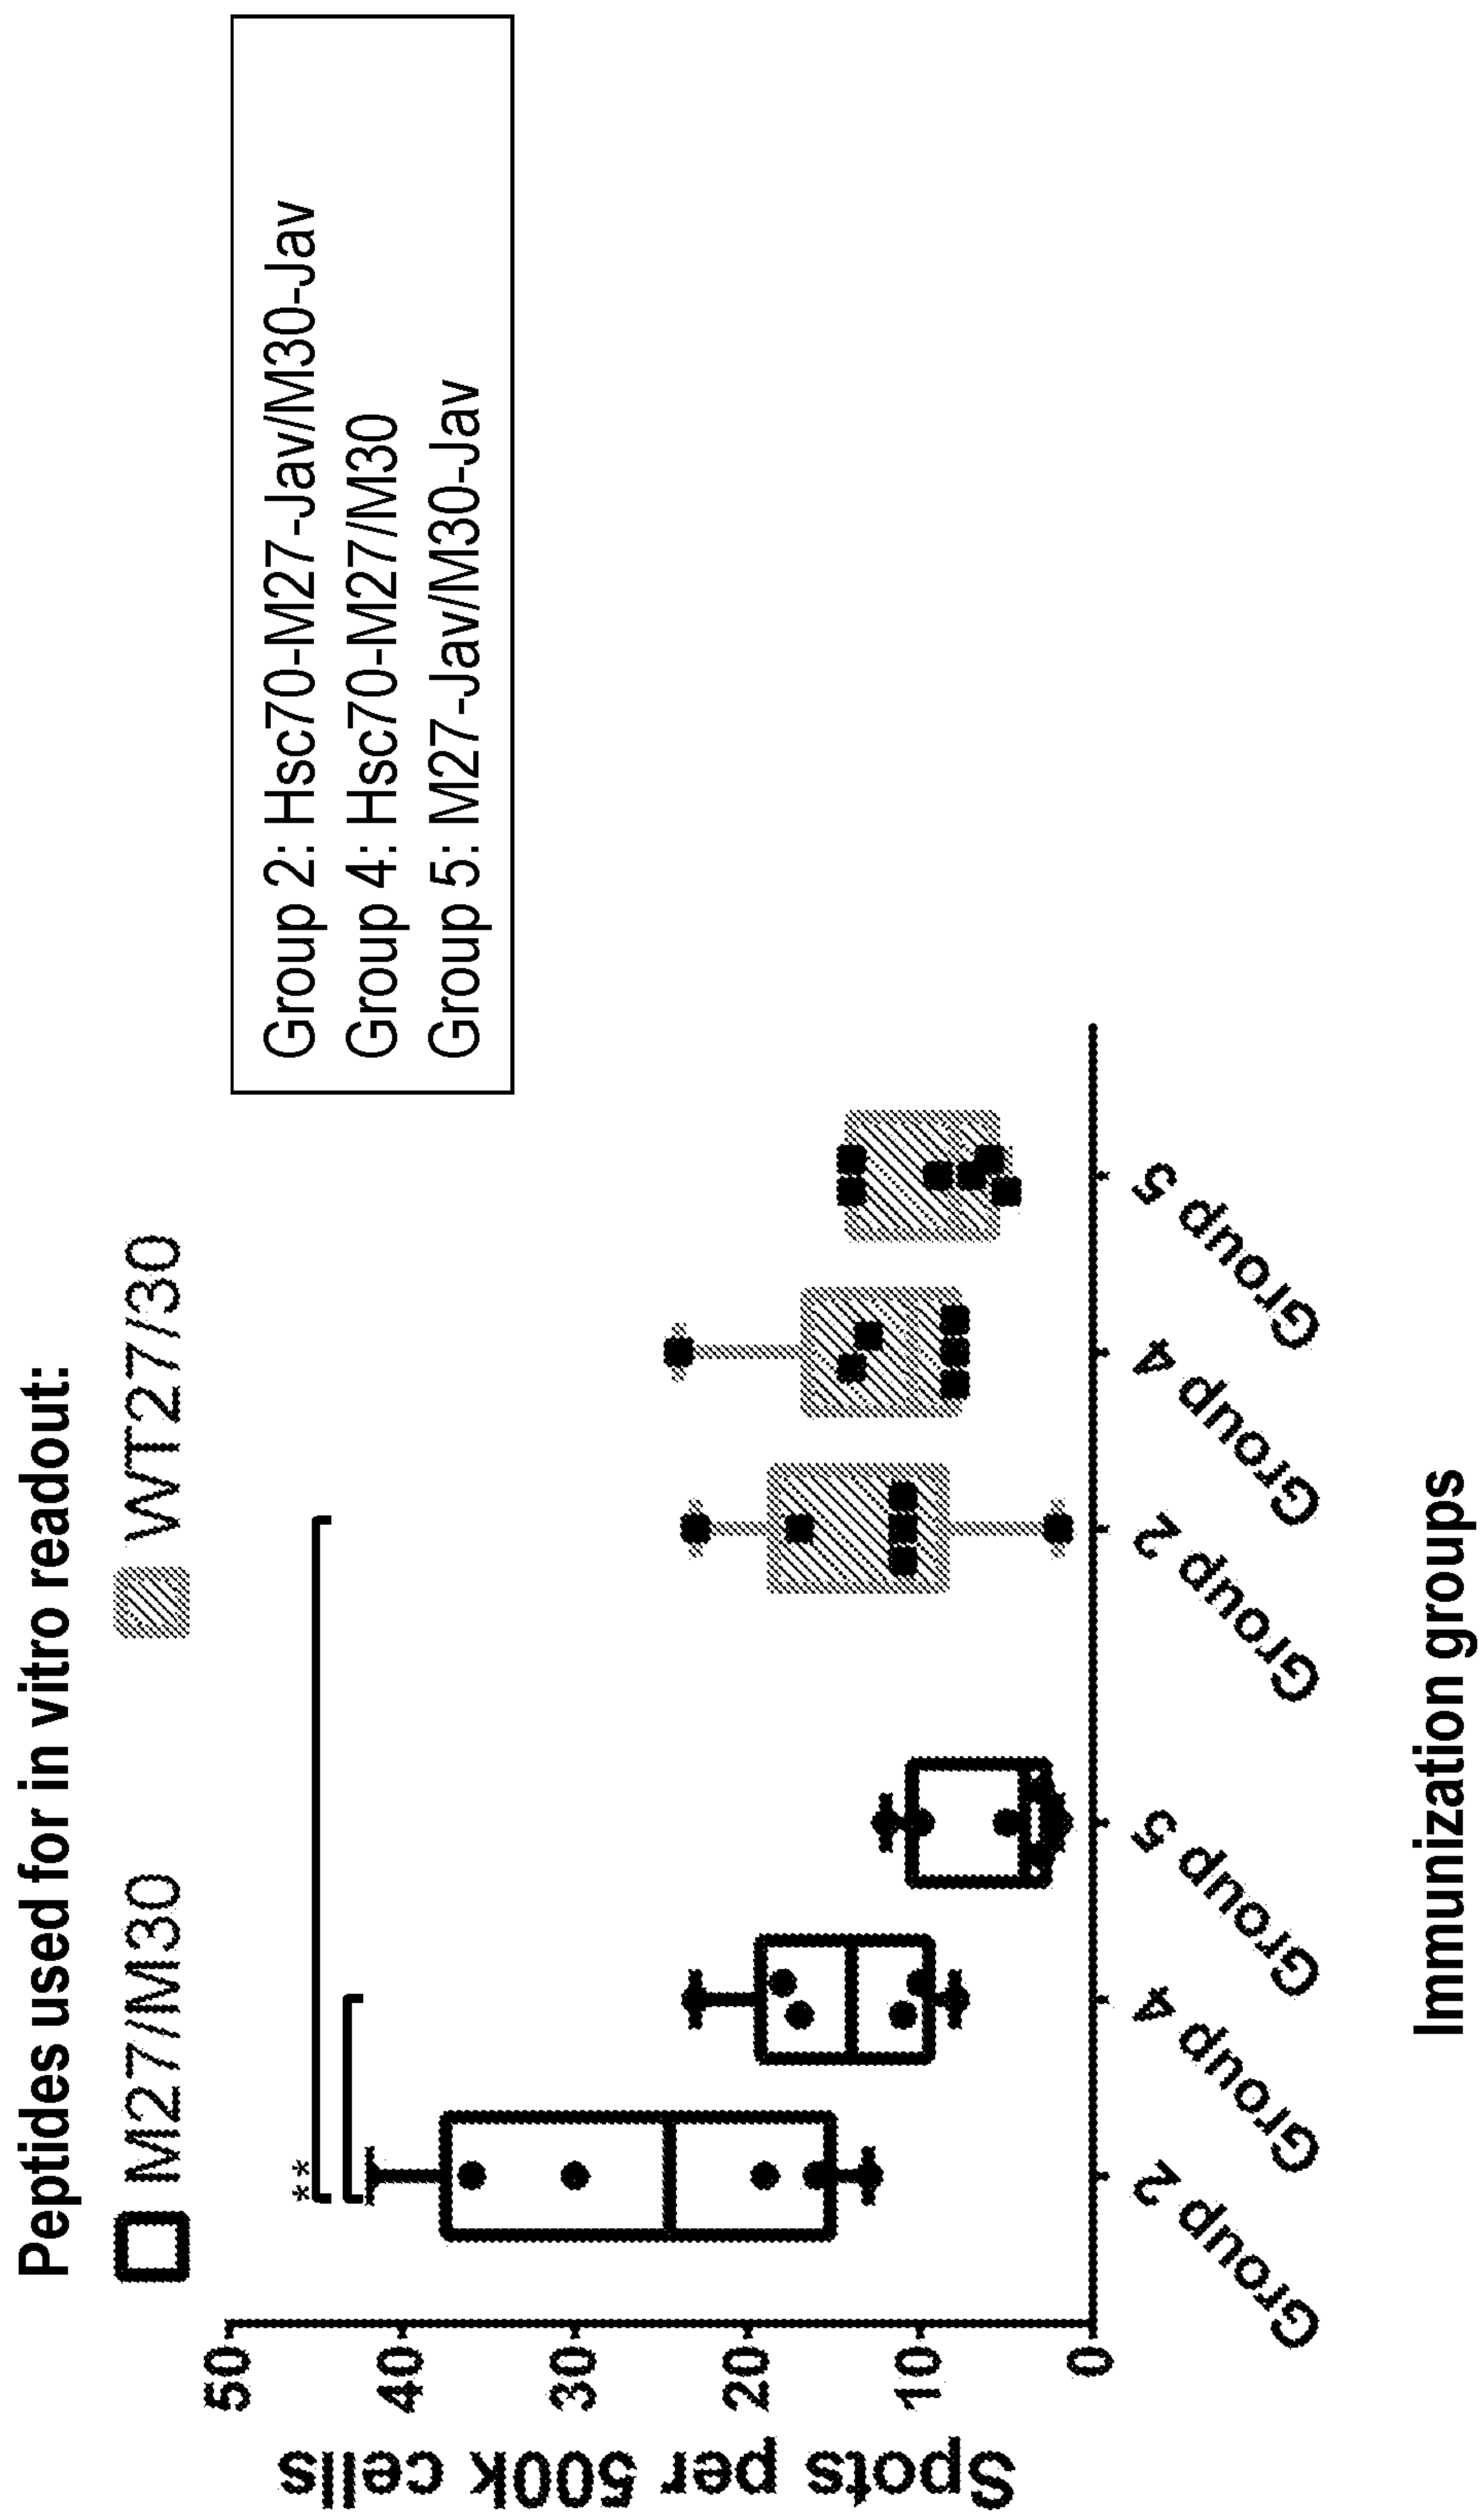 Peptides used for in vitro readout:
M27/M30 WT27/30
Group 2: Hsc70-M27-Jav/M30-Jav
Group 4: Hsc70-M27/M30
Group 5: M27-Jav/M30-Jav
**
Spots per 500k cells
50
40
30
20
10
0
Group 2 Group 4 Group 5 Group 2 Group 4 Group 5
Immunization groups